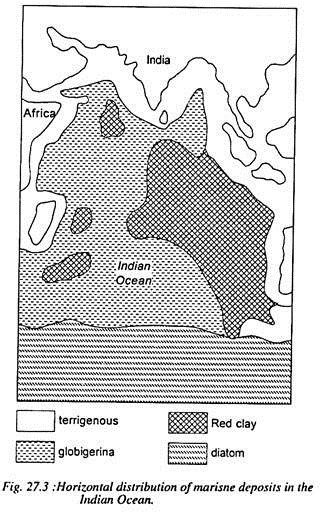 India
Africa
Indian
Ocean
terrigenous
Red clay
globigerina
diatom
Fig. 27.3 :Horizontal distribution of marisne deposits in the
Indian Ocean.